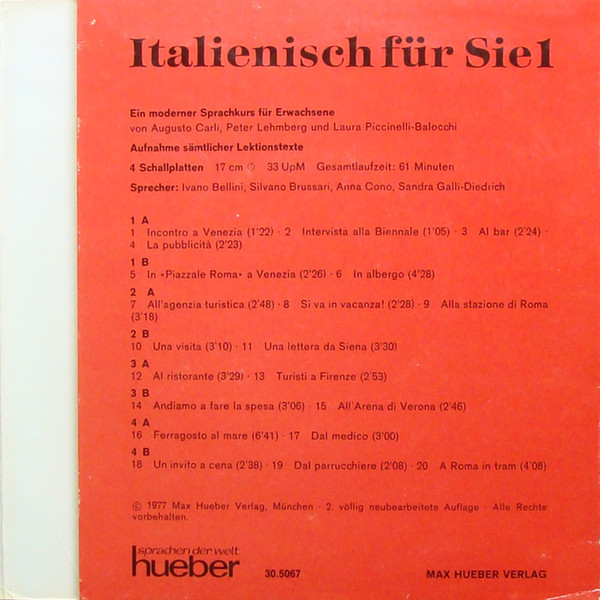 Italienisch für Sie 1
Ein moderner Sprachkurs für Erwachsene
von Augusto Carli, Peter Lehmberg und Laura Piccinelli-Balocchi
Aufnahme sämtlicher Lektionstexte
4 Schallplatten 17 cm 33 UpM Gesamtlaufzeit: 61 Minuten
Sprecher: Ivano Bellini, Silvano Brussari, Anna Cono, Sandra Galli-Diedrich
1 A
1 Incontro a Venezia (1'22) · 2 Intervista alla Biennale (1'05) · 3 Al bar (2'24) ·
4 La pubblicità (2'23)
1 B
5 In «Piazzale Roma» a Venezia (2'26) · 6 In albergo (4'28)
2 A
7 All'agenzia turistica (2'48) · 8 Si va in vacanza! (2'28) · 9 Alla stazione di Roma
(3'18)
2 B
10 Una visita (3'10) · 11 Una lettera da Siena (3'30)
3 A
12 Al ristorante (3'29) · 13 Turisti a Firenze (2'53)
3 B
14 Andiamo a fare la spesa (3'06) · 15 All'Arena di Verona (2'46)
4 A
16 Ferragosto al mare (6'41) · 17 Dal medico (3'00)
4 B
18 Un invito a cena (2'38) · 19 Dal parrucchiere (2'08) · 20 A Roma in tram (4'08)
© 1977 Max Hueber Verlag, München · 2. völlig neubearbeitete Auflage · Alle Rechte
vorbehalten.
sprachen der welt
hueber 30.5067 MAX HUEBER VERLAG